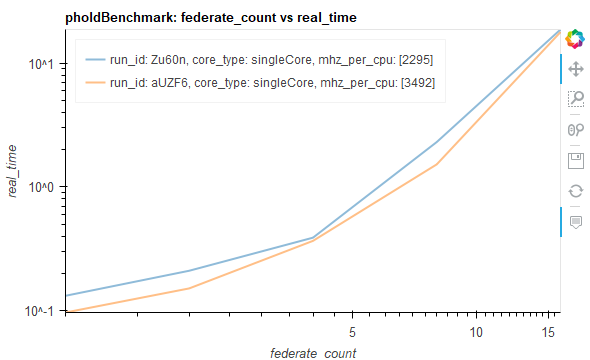 pholdBenchmark: federate_count vs real_time
run_id: Zu60n, core_type: singleCore, mhz_per_cpu: [2295]
run_id: aUZF6, core_type: singleCore, mhz_per_cpu: [3492]
10^1
10^0
10^-1
real_time
5
10
15
federate_count